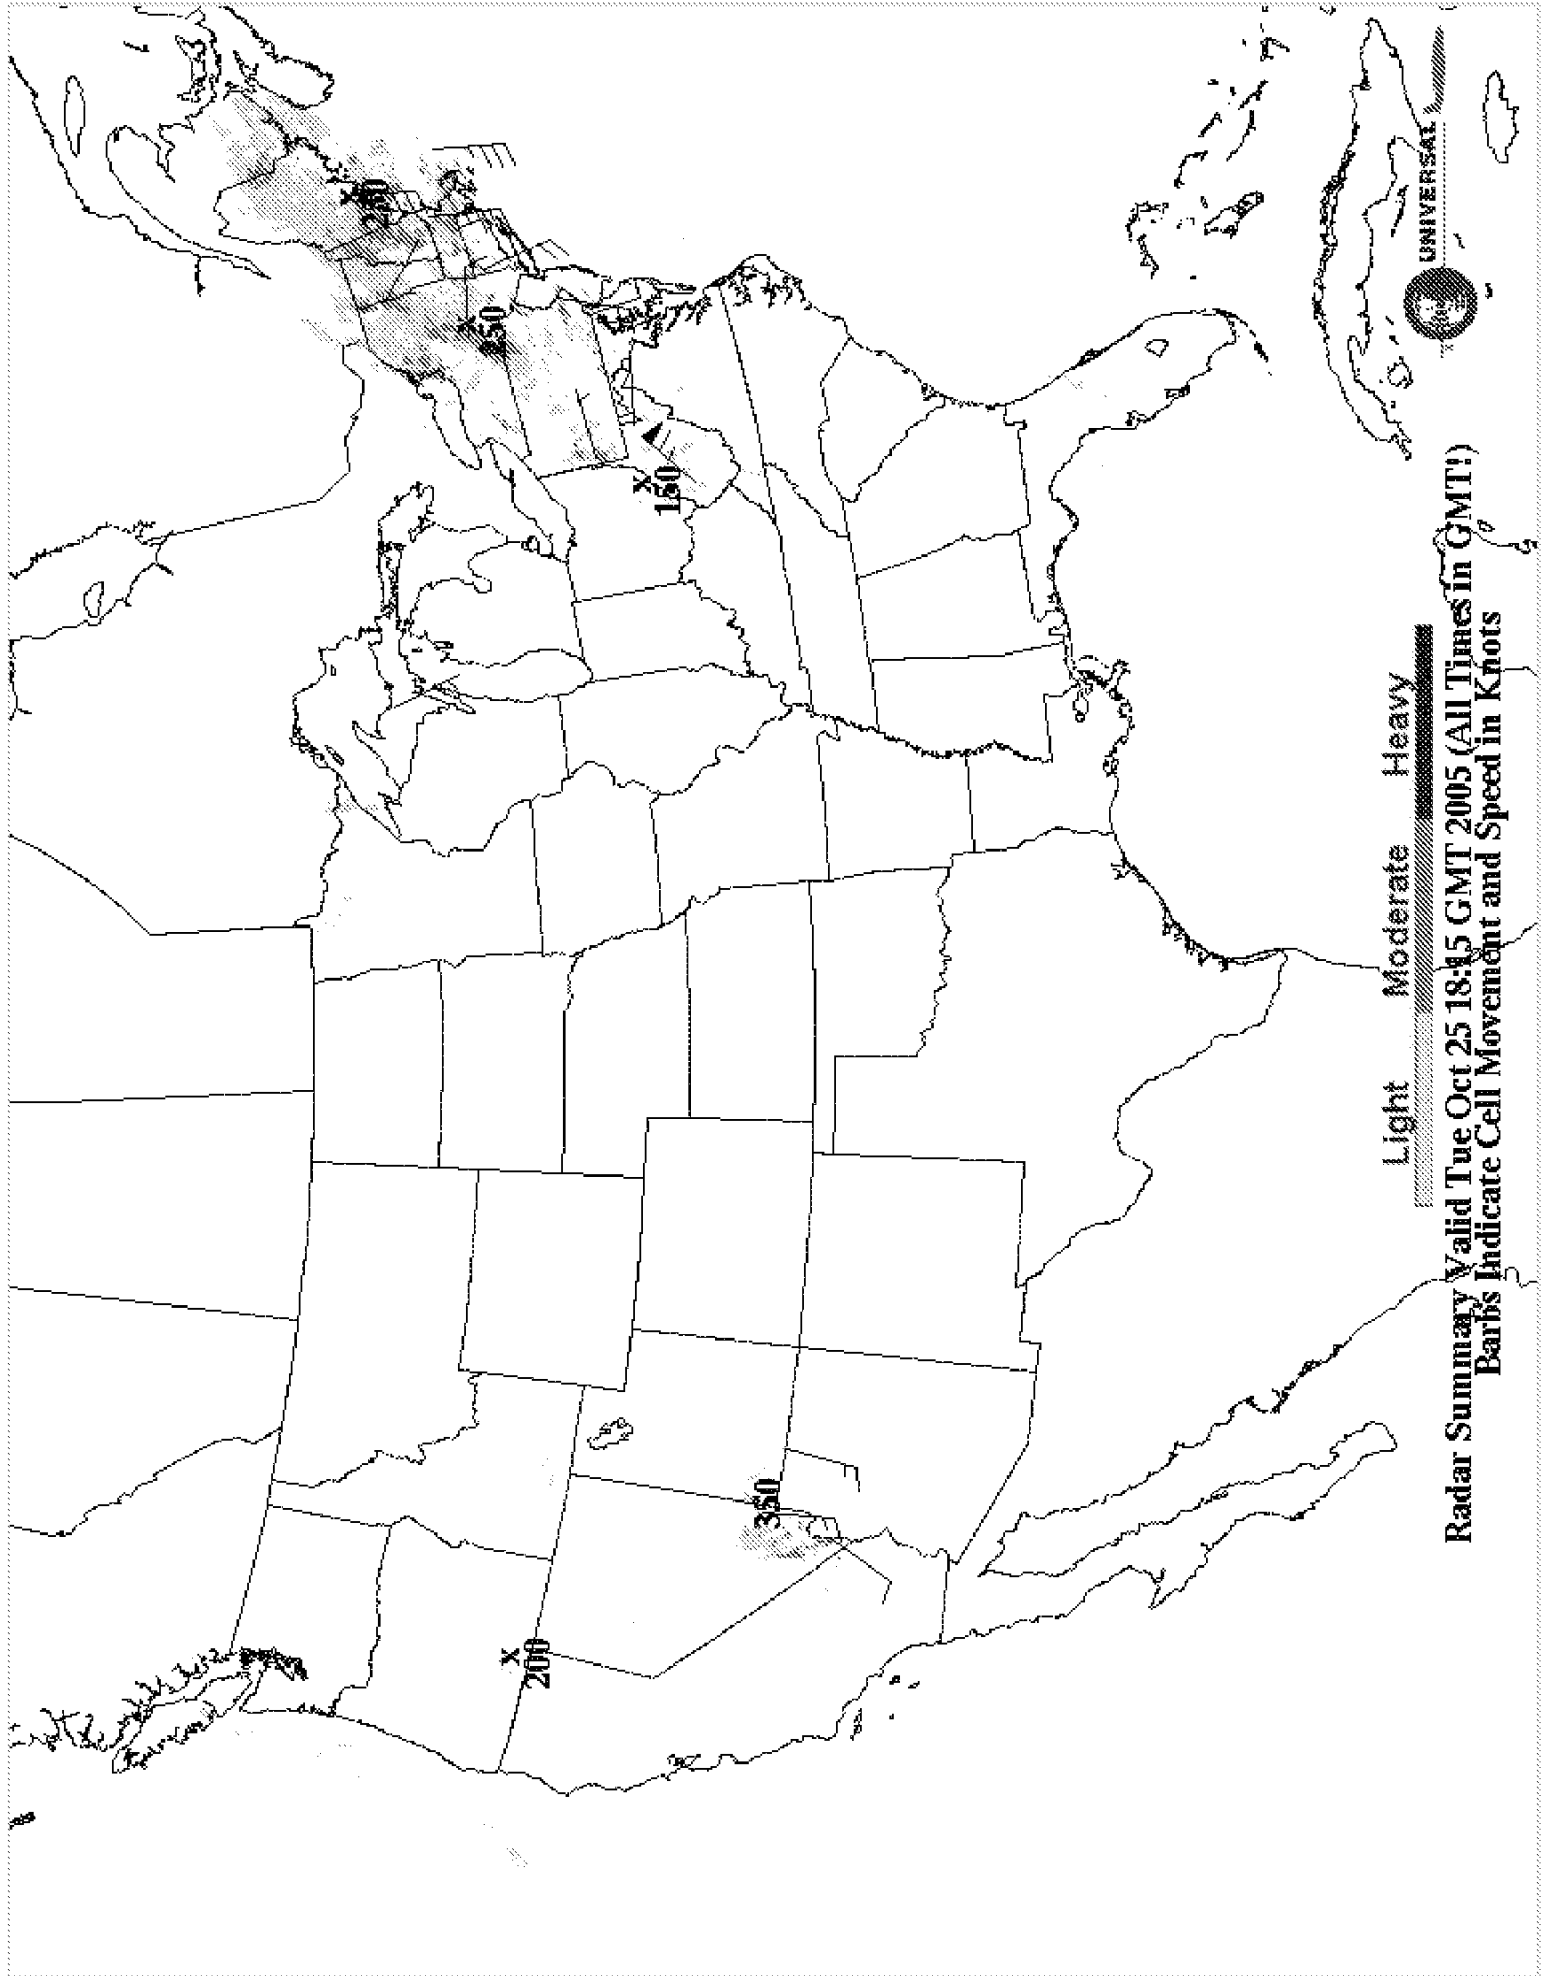 X
X
250
X
200
X
150
350
UNIVERSAL
Light Moderate Heavy
Radar Summary Valid Tue Oct 25 18:15 GMT 2005 (All Times in GMT!)
Barbs Indicate Cell Movement and Speed in Knots